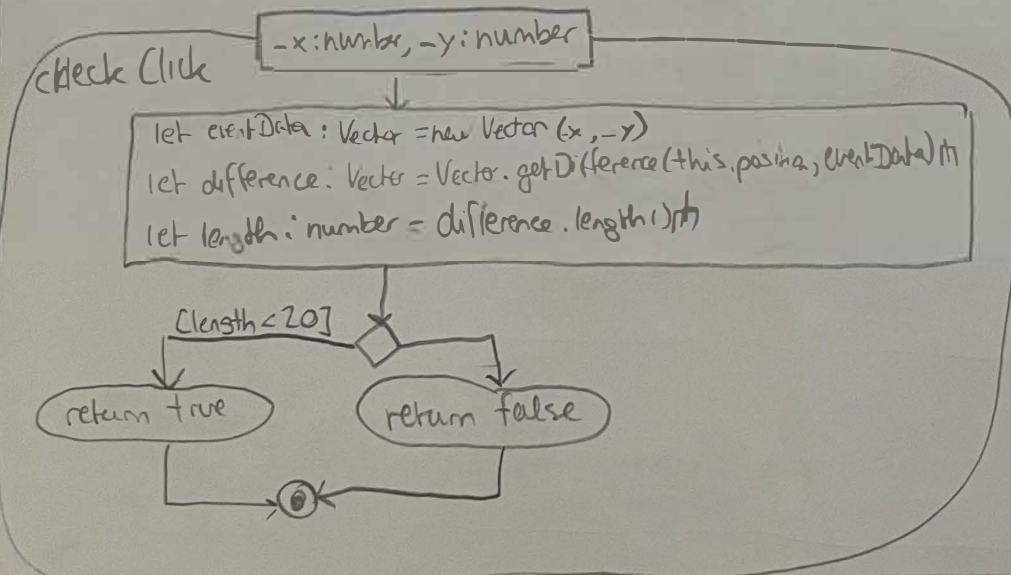 -x:number, -y:number
check Click
let eventData: Vector = new Vector (-x, -y)
let difference: Vector = Vector. getDifference(this. , eventData)
let length: number = difference. length()
[length < 20]
return true
return false